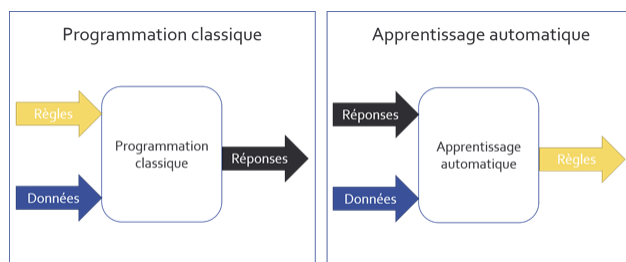 Programmation classique
Règles
Données
Programmation
classique
Réponses
Apprentissage automatique
Réponses
Données
Apprentissage
automatique
Règles